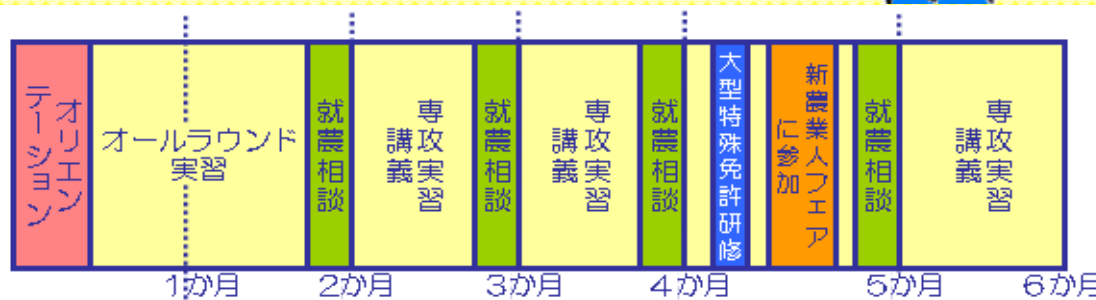 オリエン
テーション
オールラウンド
実習
就農相談
専攻実習
講義
就農相談
専攻実習
講義
就農相談
大型特殊免許研修
新農業人フェア
に参加
就農相談
専攻実習
講義
1か月
2か月
3か月
4か月
5か月
6か月